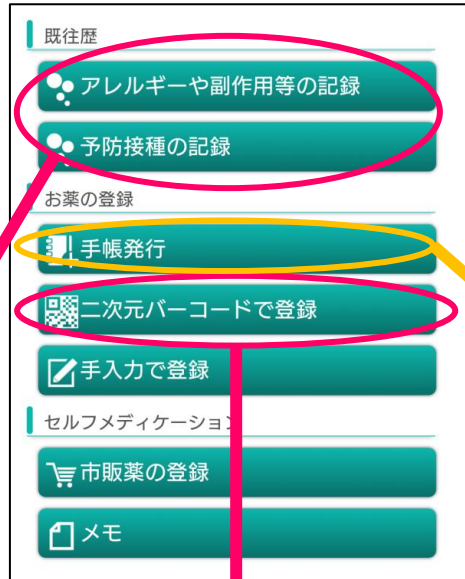 既往歴
アレルギーや副作用等の記録
予防接種の記録
お薬の登録
手帳発行
二次元バーコードで登録
手入力で登録
セルフメディケーション
市販薬の登録
メモ